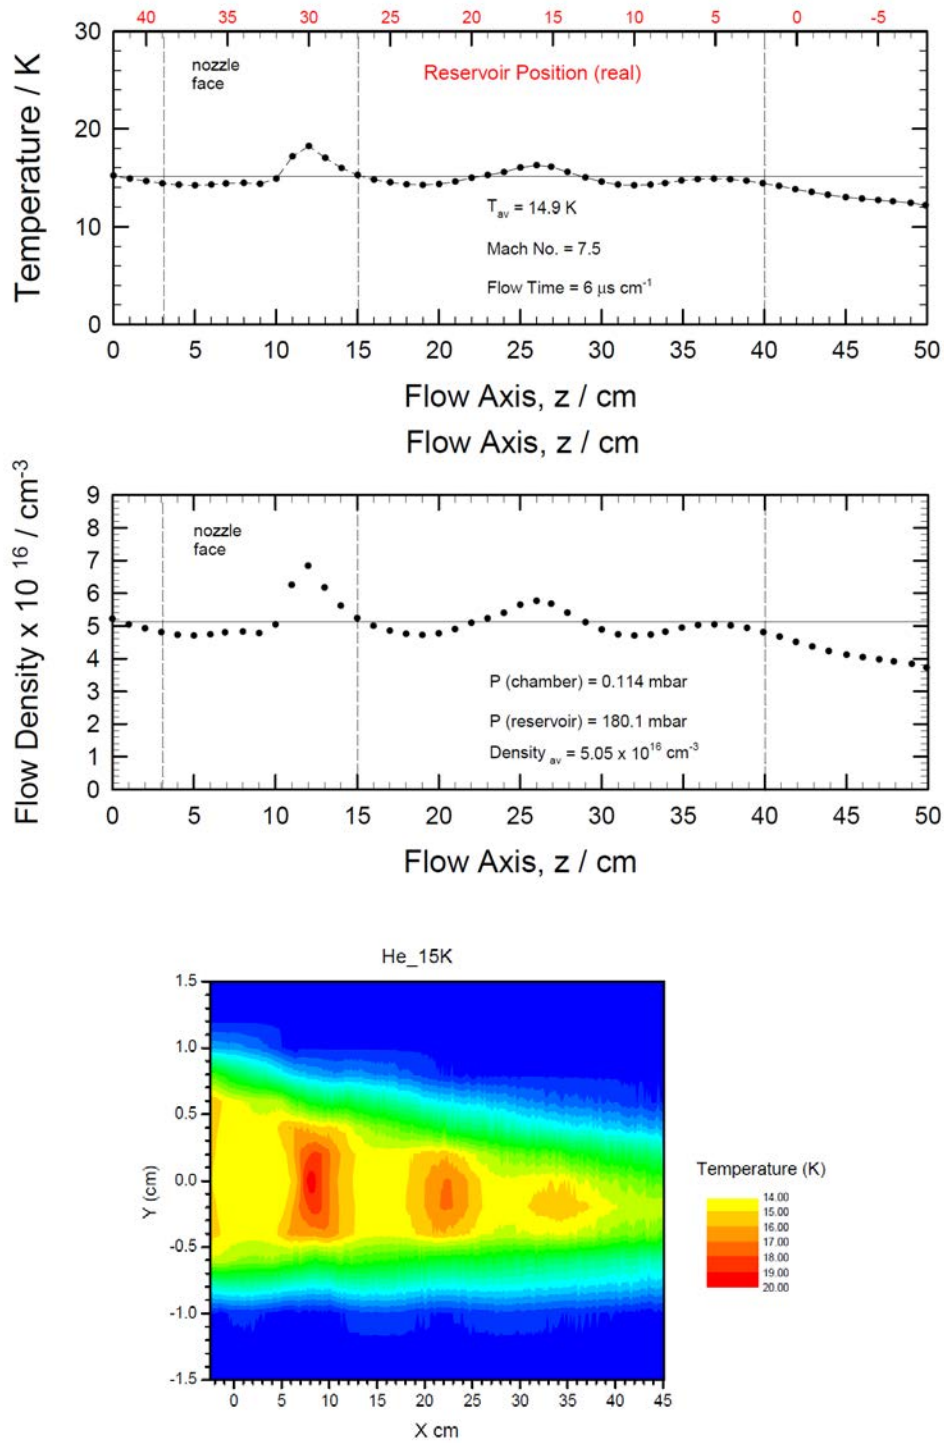 40 35 30 25 20 15 10 5 0 -5
30
20
10
0
Temperature / K
nozzle
face
Reservoir Position (real)
T av = 14.9 K
Mach No. = 7.5
Flow Time = 6 μs cm-1
0 5 10 15 20 25 30 35 40 45 50
Flow Axis, z / cm
Flow Axis, z / cm
9
8
7
6
5
4
3
2
1
0
Flow Density x 10 16 / cm-3
nozzle
face
P (chamber) = 0.114 mbar
P (reservoir) = 180.1 mbar
Density av = 5.05 x 1016 cm-3
0 5 10 15 20 25 30 35 40 45 50
Flow Axis, z / cm
He_15K
1.5
1.0
0.5
0.0
-0.5
-1.0
-1.5
Y (cm)
0 5 10 15 20 25 30 35 40 45
X cm
Temperature (K)
14.00
15.00
16.00
17.00
18.00
19.00
20.00